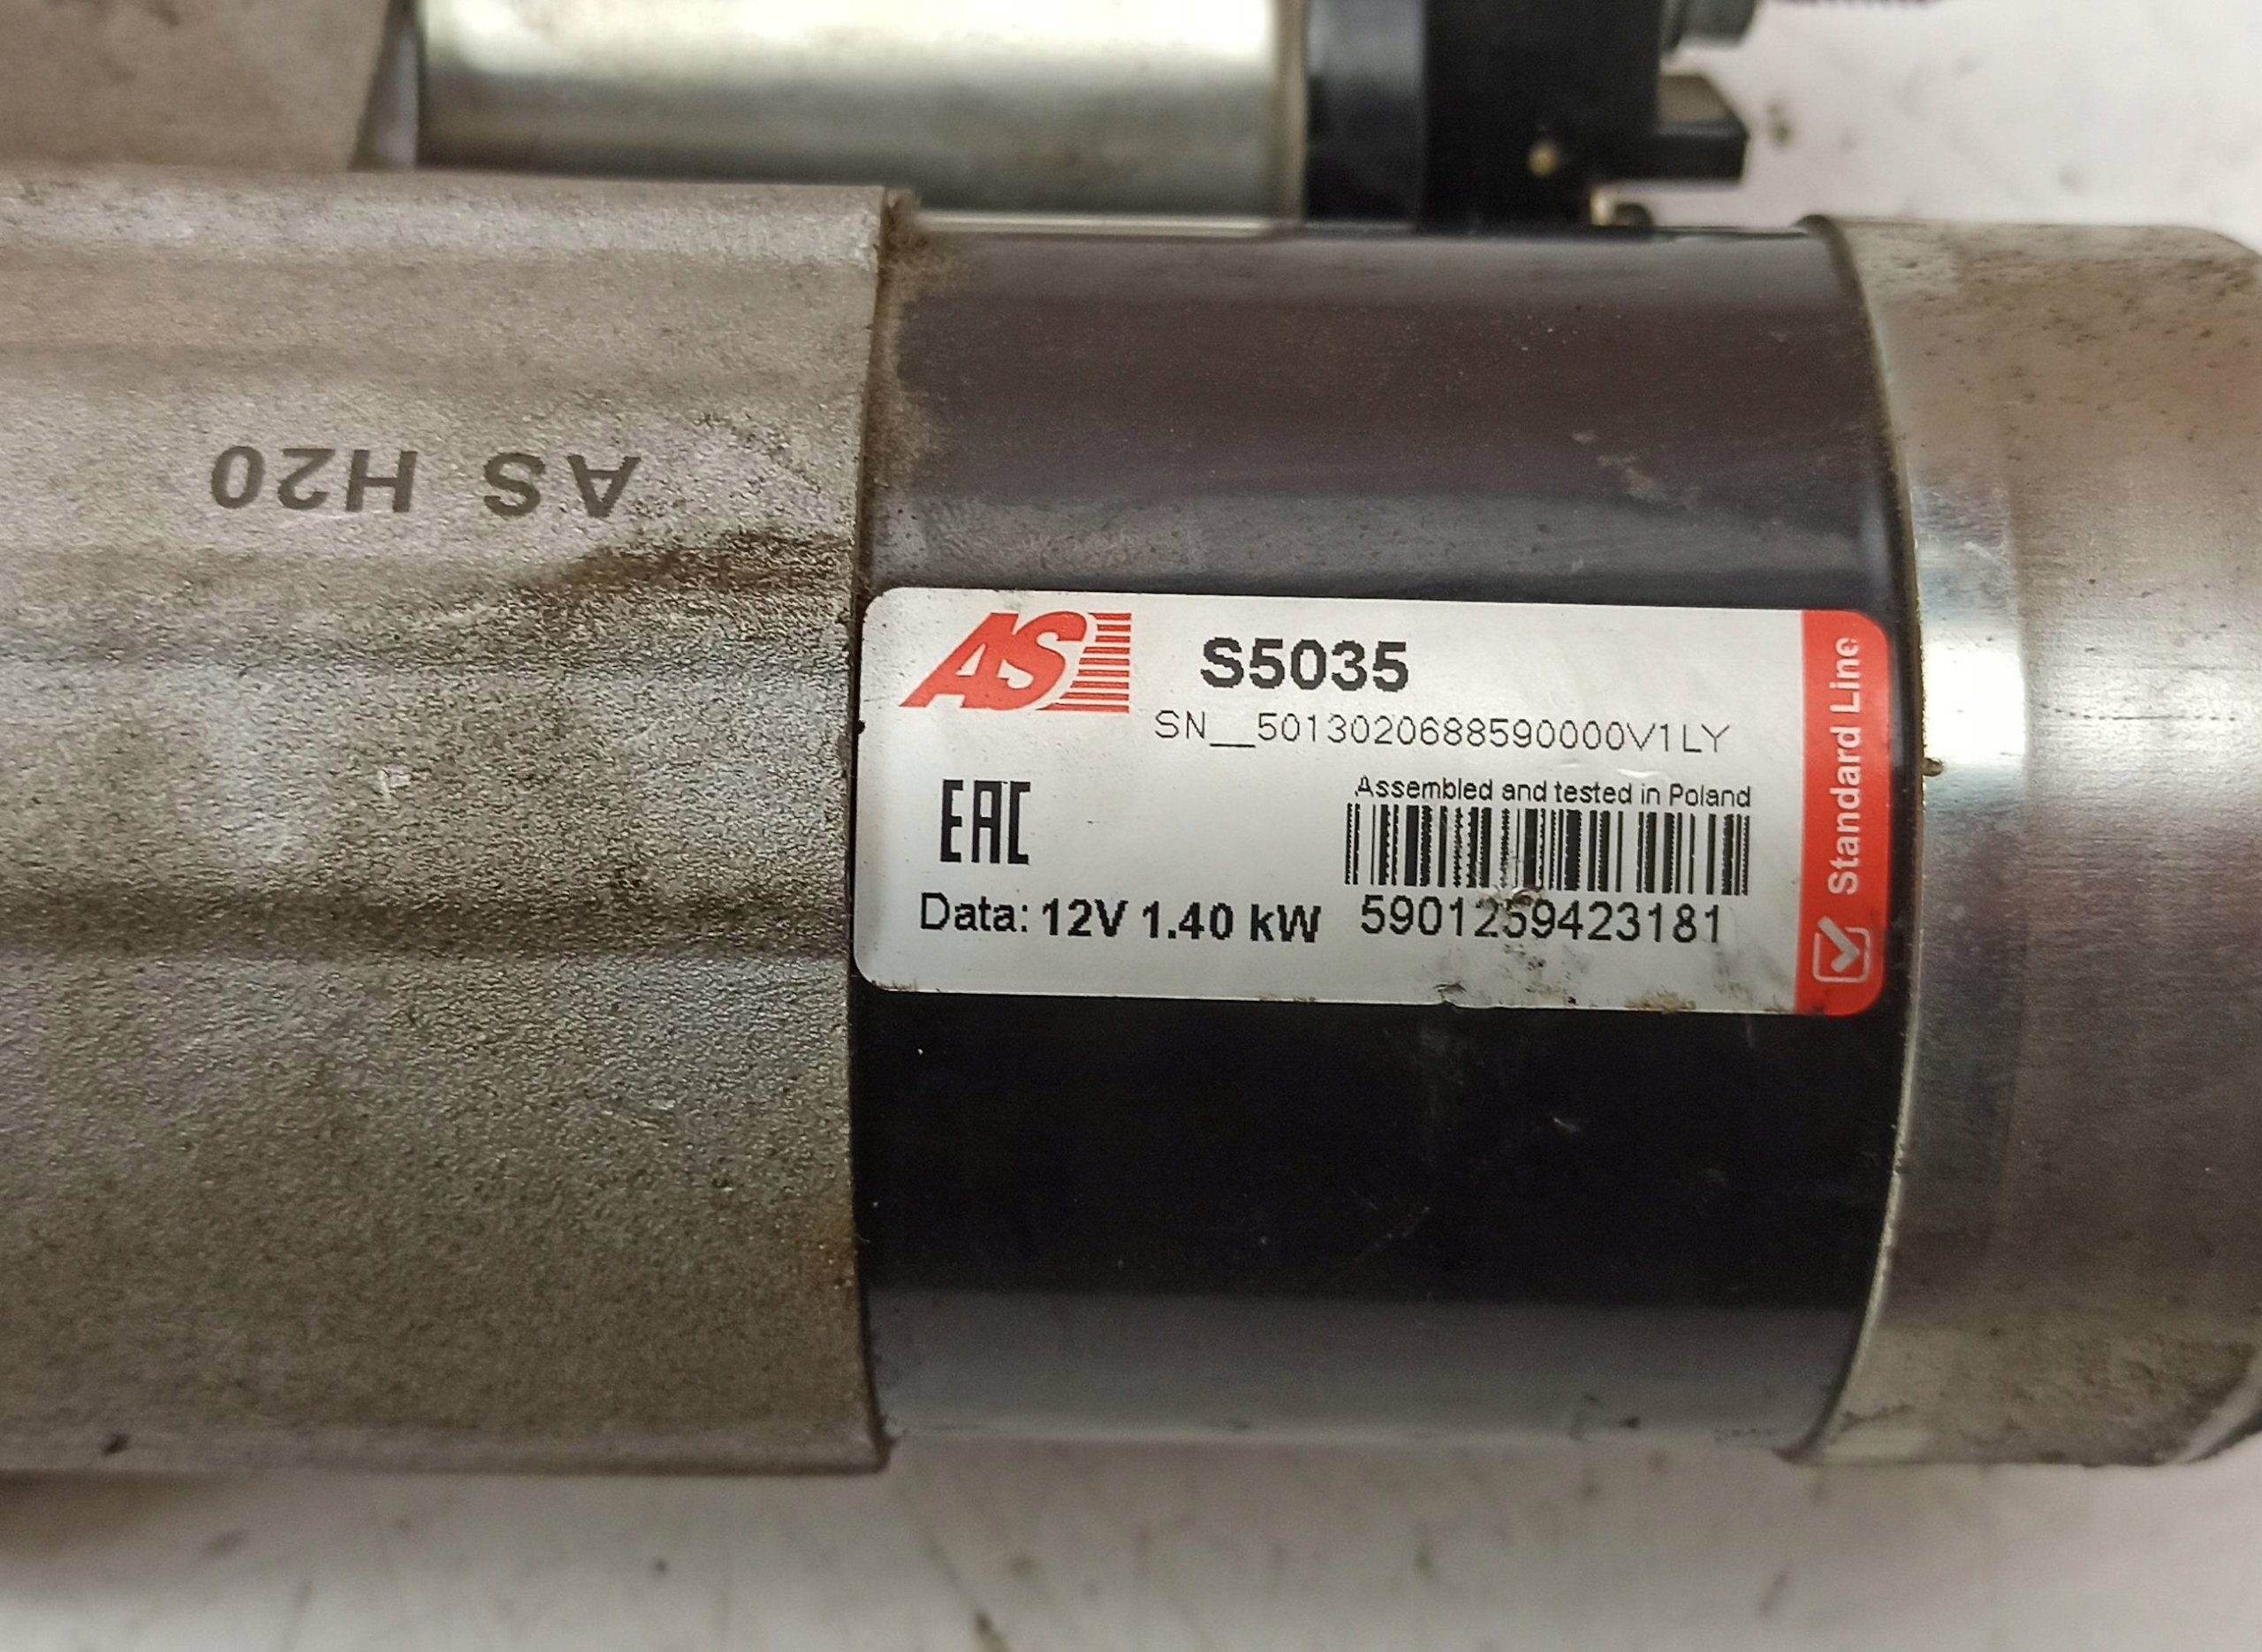 AS H20
AS
S5035
SN__5013020688590000V1LY
EAC
Assembled and tested in Poland
Data: 12V 1.40 kW
5901259423181
Standard Line